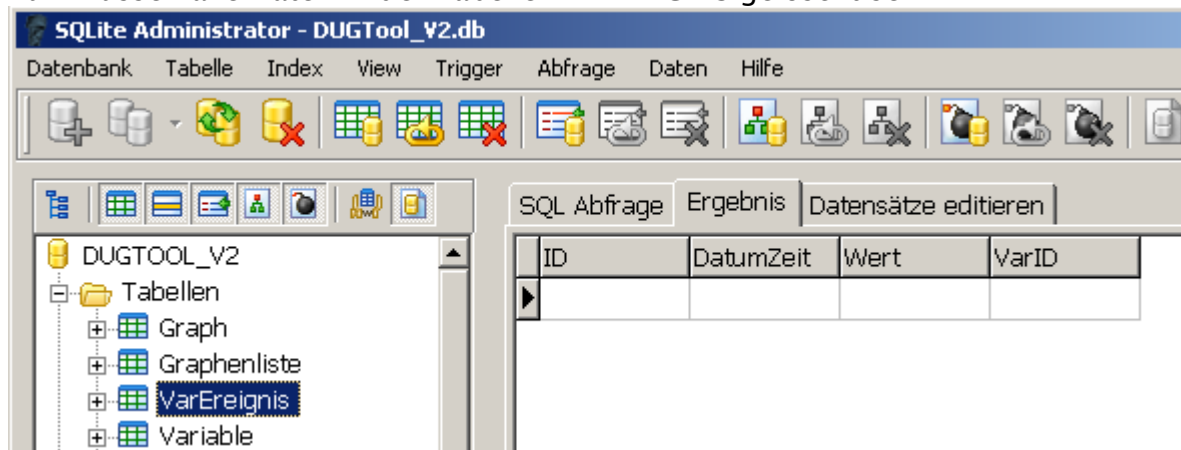 SQLite Administrator - DUGTool_V2.db
Datenbank Tabelle Index View Trigger Abfrage Daten Hilfe
SQL Abfrage Ergebnis Datensätze editieren
DUGTOOL_V2
Tabellen
Graph
Graphenliste
VarEreignis
Variable
ID DatumZeit Wert VarID